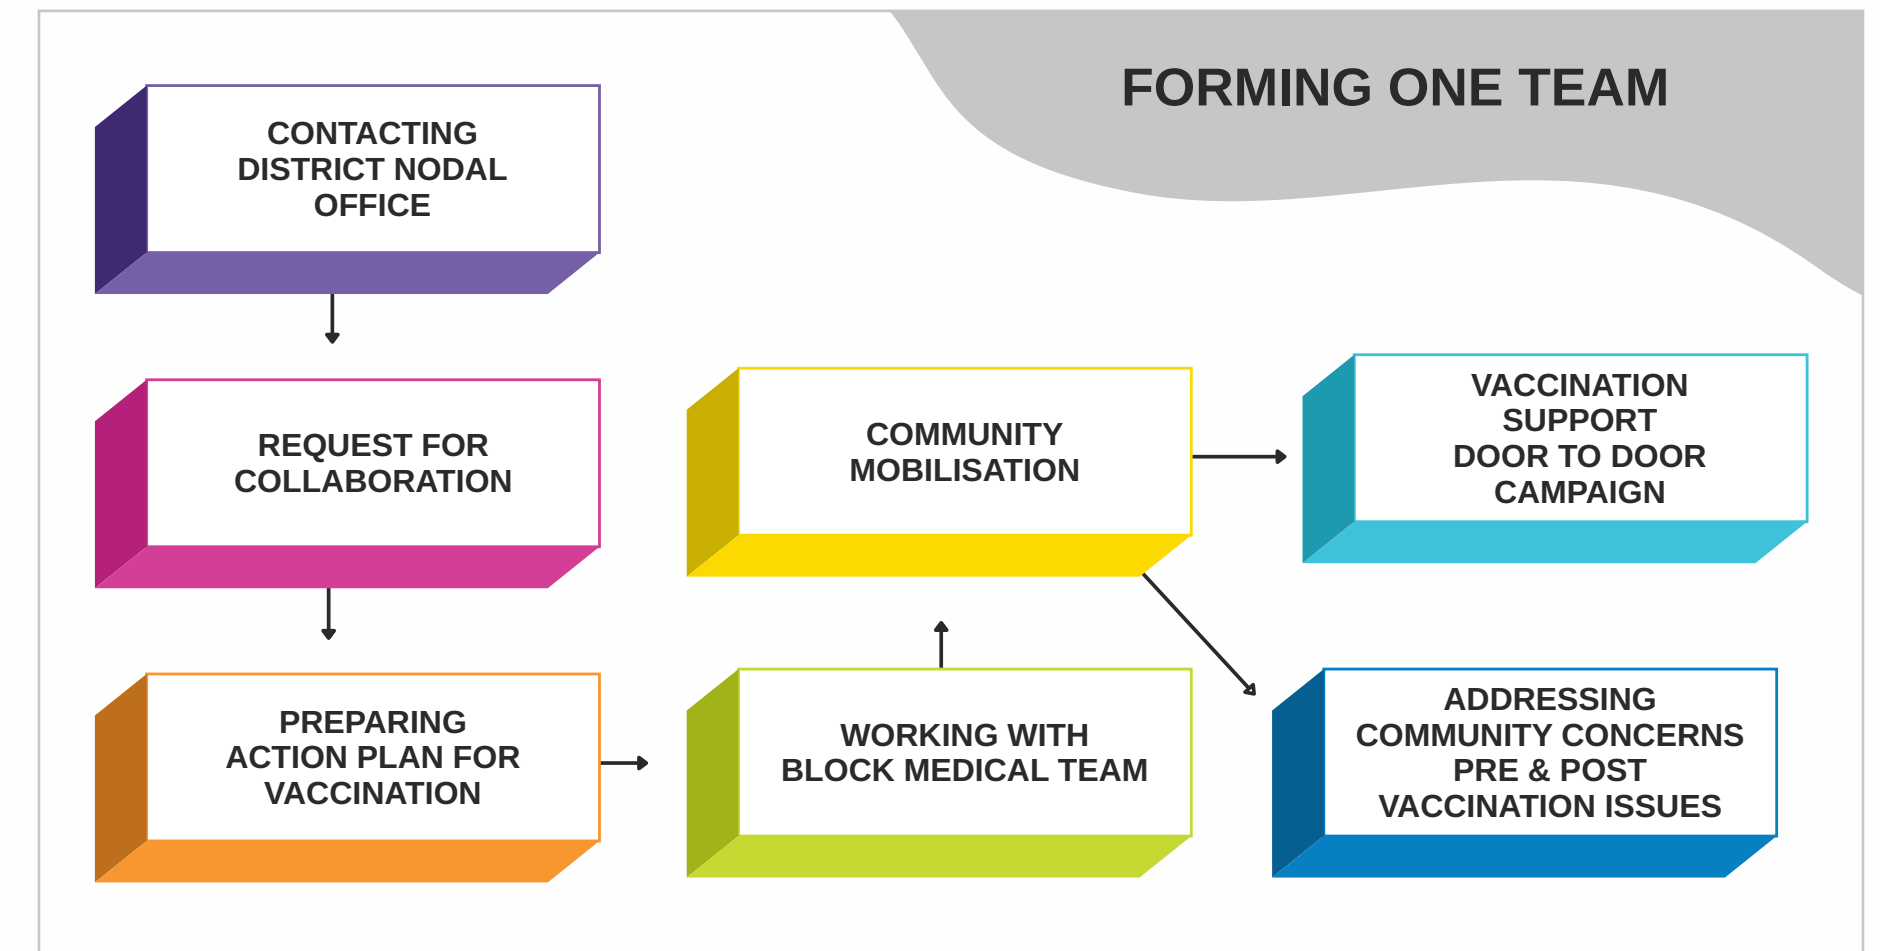 FORMING ONE TEAM
CONTACTING
DISTRICT NODAL
OFFICE
REQUEST FOR
COLLABORATION
PREPARING
ACTION PLAN FOR
VACCINATION
WORKING WITH
BLOCK MEDICAL TEAM
COMMUNITY
MOBILISATION
VACCINATION
SUPPORT
DOOR TO DOOR
CAMPAIGN
ADDRESSING
COMMUNITY CONCERNS
PRE & POST
VACCINATION ISSUES